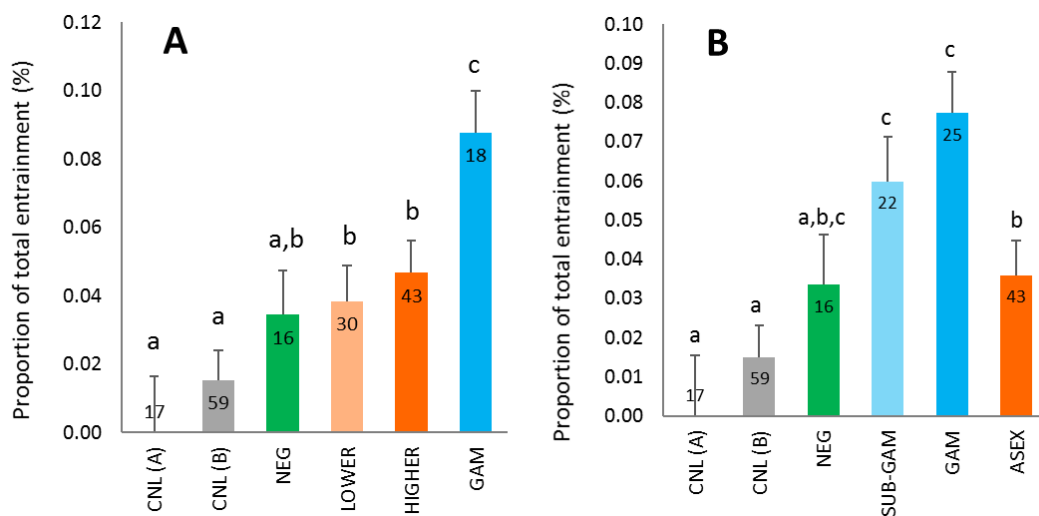 A
Proportion of total entrainment (%)
0.12
0.10
0.08
0.06
0.04
0.02
0.00
a
a
a,b
b
b
c
17
59
16
30
43
18
CNL (A)
CNL (B)
NEG
LOWER
HIGHER
GAM
B
Proportion of total entrainment (%)
0.10
0.09
0.08
0.07
0.06
0.05
0.04
0.03
0.02
0.01
0.00
a
a
a,b,c
c
c
b
17
59
16
22
25
43
CNL (A)
CNL (B)
NEG
SUB-GAM
GAM
ASEX